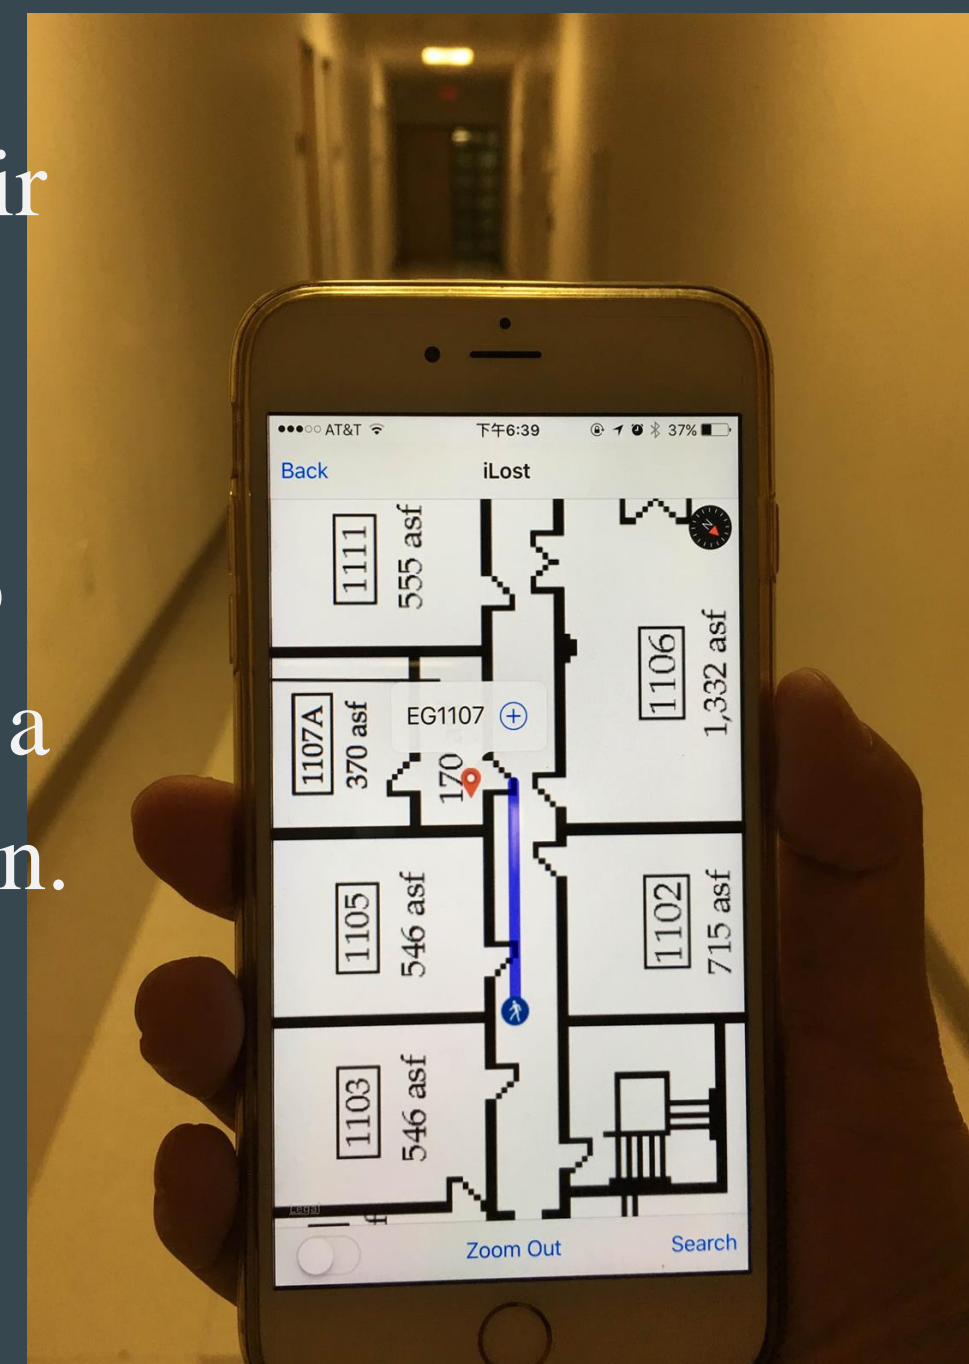 ir
a
n.
AT&T 下午6:39 37%
Back iLost
N
1111
555 asf
1106
1,332 asf
EG1107
1107A
370 asf
170
1105
546 asf
1102
715 asf
1103
546 asf
Legal
f
Zoom Out Search